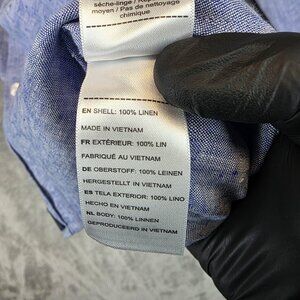 sèche-linge / Rep
moyen / Pas de nettoyage
chimique
EN SHELL: 100% LINEN
MADE IN VIETNAM
FR EXTÉRIEUR: 100% LIN
FABRIQUÉ AU VIETNAM
DE OBERSTOFF: 100% LEINEN
HERGESTELLT IN VIETNAM
ES TELA EXTERIOR: 100% LINO
HECHO EN VIETNAM
NL BODY: 100% LINNEN
GEPRODUCEERD IN VIETNAM